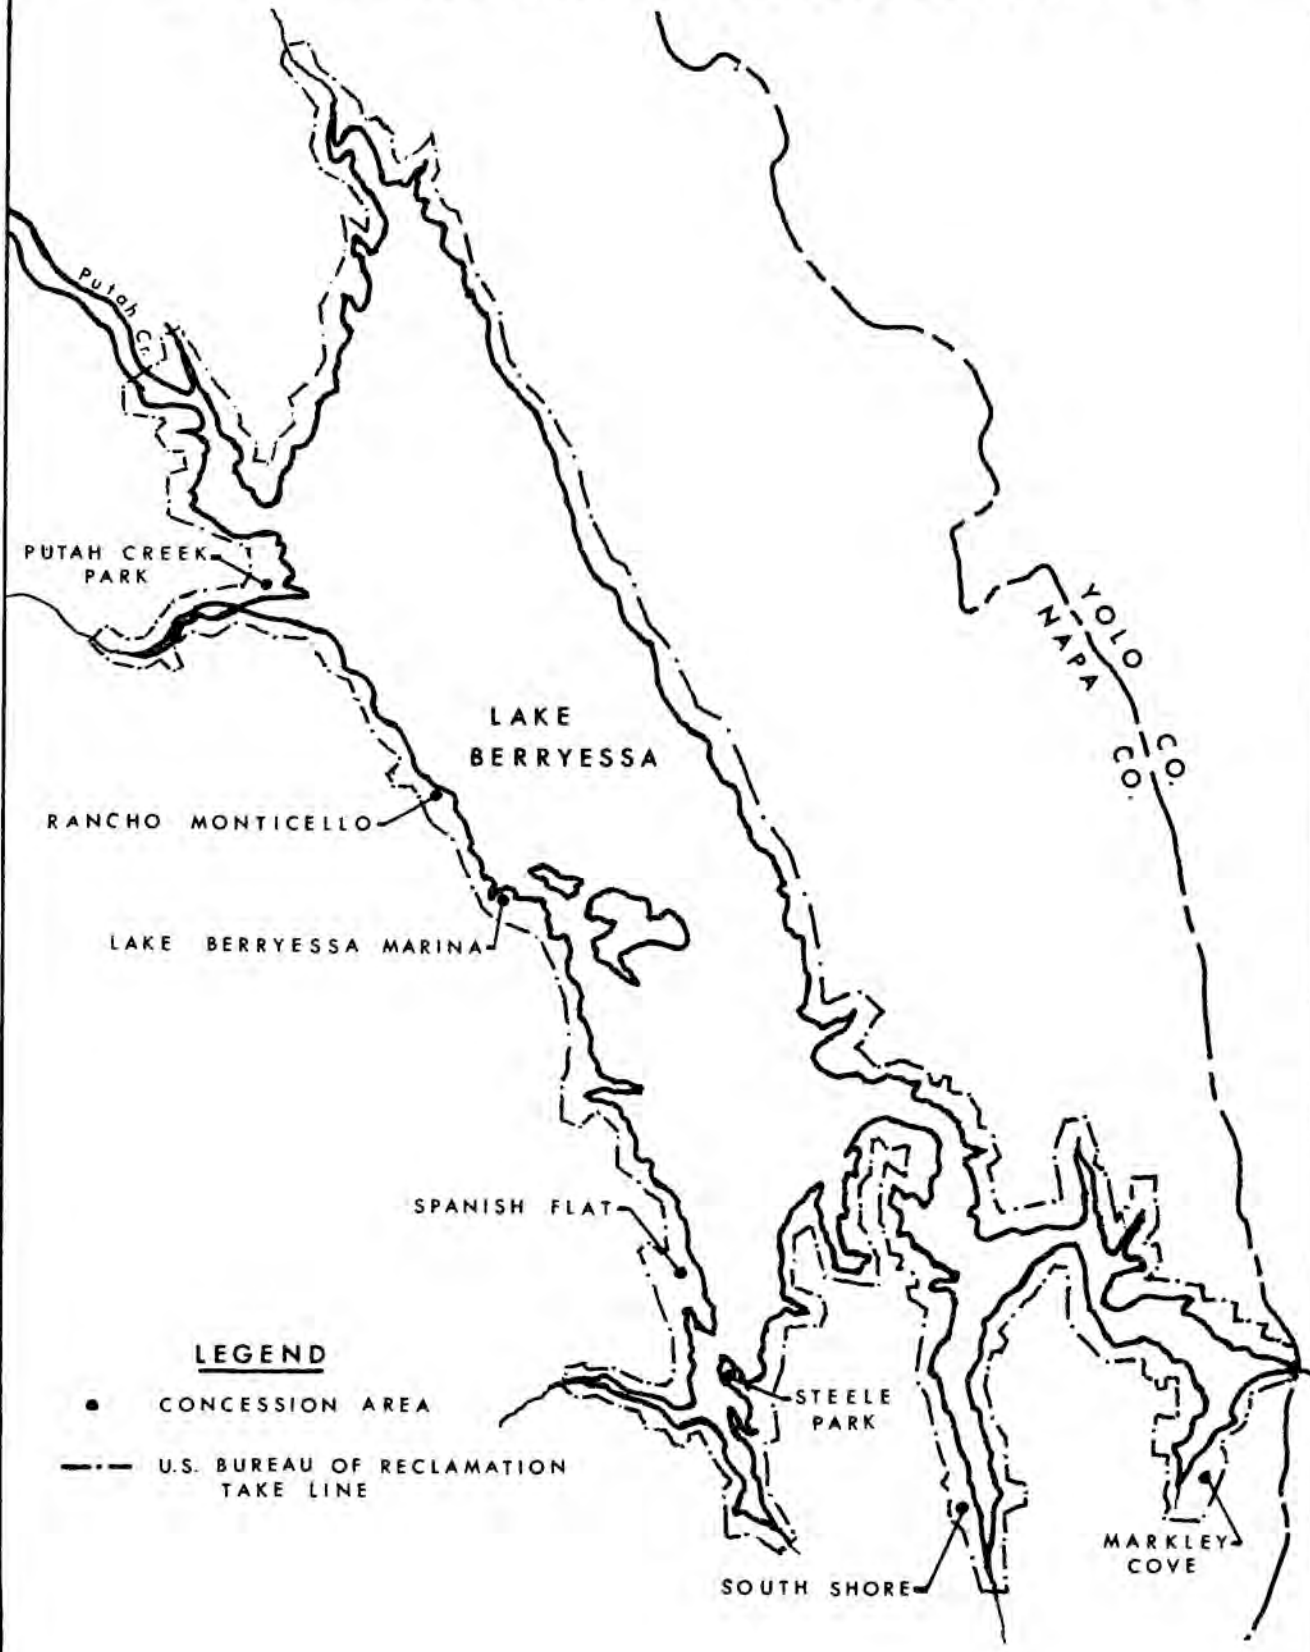 Putah Cr.
PUTAH CREEK
PARK
YOLO CO.
NAPA CO.
LAKE
BERRYESSA
RANCHO MONTICELLO
LAKE BERRYESSA MARINA
SPANISH FLAT
LEGEND
CONCESSION AREA
U.S. BUREAU OF RECLAMATION
TAKE LINE
STEELE
PARK
MARKLEY
COVE
SOUTH SHORE